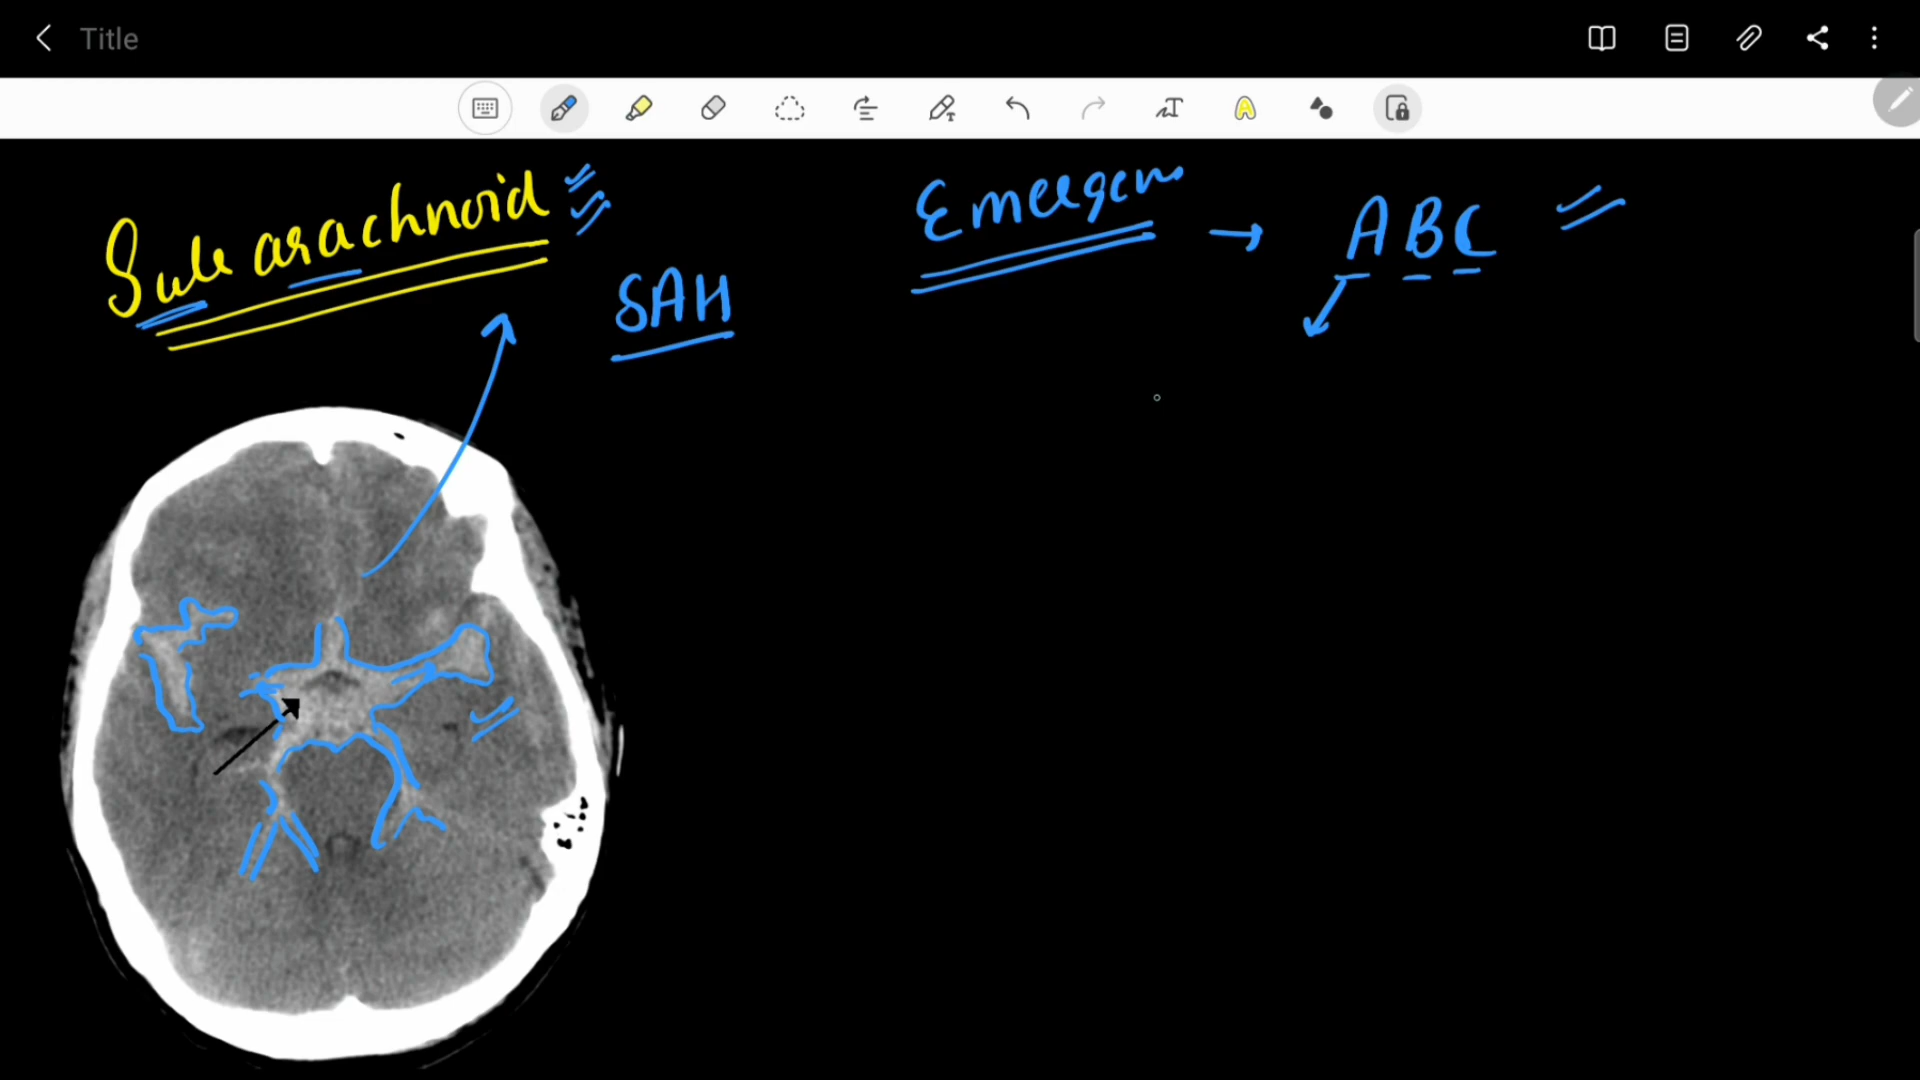 Title
Sub arachnoid
SAH
Emergen
→ ABC